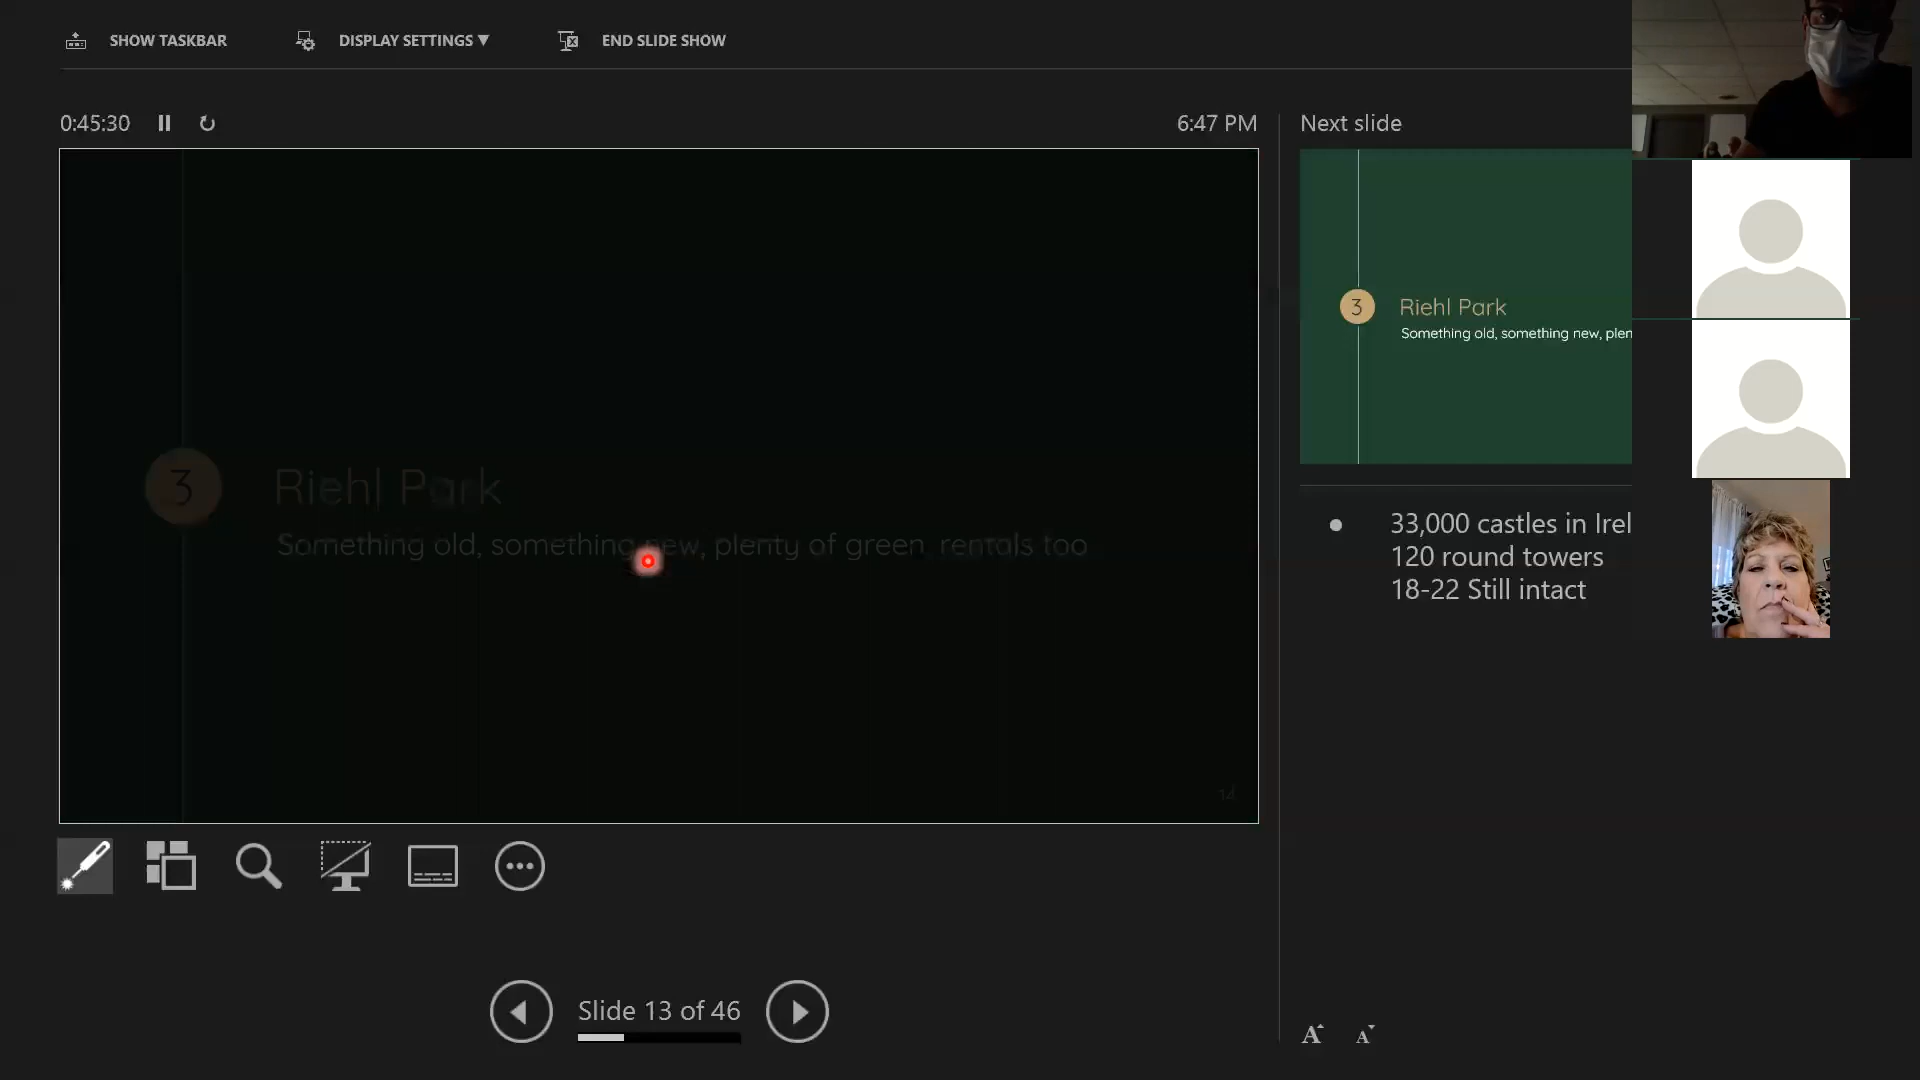 SHOW TASKBAR
DISPLAY SETTINGS ▼
END SLIDE SHOW
0:45:30
6:47 PM
Next slide
3
Riehl Park
Something old, something new, plenty of green, rentals too
14
3
Riehl Park
Something old, something new, plen
33,000 castles in Irel
120 round towers
18-22 Still intact
Slide 13 of 46
A
A